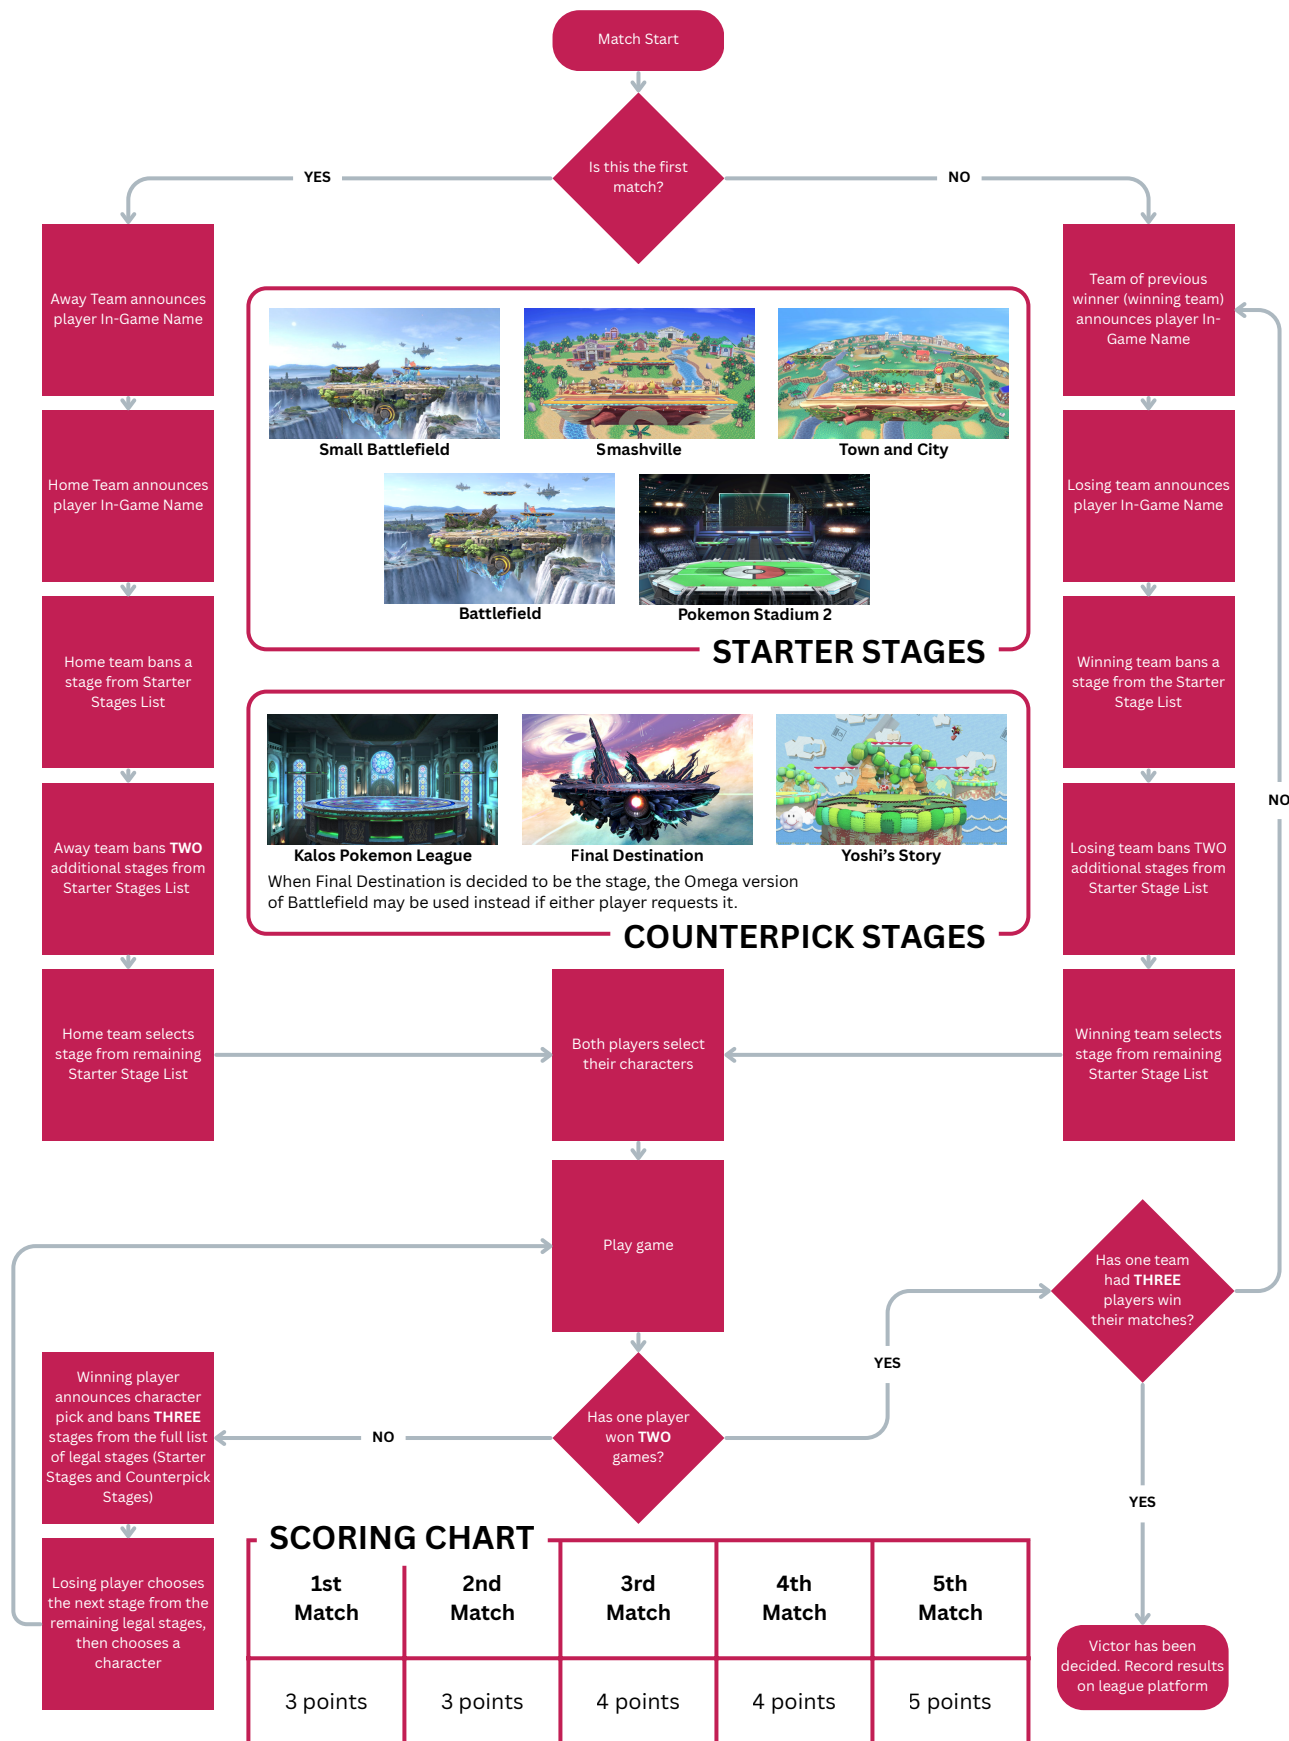 Match Start
Is this the first
match?
YES
NO
Away Team announces
player In-Game Name
Home Team announces
player In-Game Name
Home team bans a
stage from Starter
Stages List
Away team bans TWO
additional stages from
Starter Stages List
Home team selects
stage from remaining
Starter Stage List
Small Battlefield
Smashville
Town and City
Battlefield
Pokemon Stadium 2
STARTER STAGES
Kalos Pokemon League
Final Destination
Yoshi's Story
When Final Destination is decided to be the stage, the Omega version
of Battlefield may be used instead if either player requests it.
COUNTERPICK STAGES
Team of previous
winner (winning team)
announces player In-
Game Name
Losing team announces
player In-Game Name
Winning team bans a
stage from the Starter
Stage List
Losing team bans TWO
additional stages from
Starter Stage List
Winning team selects
stage from remaining
Starter Stage List
NO
Both players select
their characters
Play game
Has one player
won TWO
games?
NO
YES
Winning player
announces character
pick and bans THREE
stages from the full list
of legal stages (Starter
Stages and Counterpick
Stages)
Losing player chooses
the next stage from the
remaining legal stages,
then chooses a
character
Has one team
had THREE
players win
their matches?
YES
Victor has been
decided. Record results
on league platform
SCORING CHART
1st
Match
2nd
Match
3rd
Match
4th
Match
5th
Match
3 points
3 points
4 points
4 points
5 points